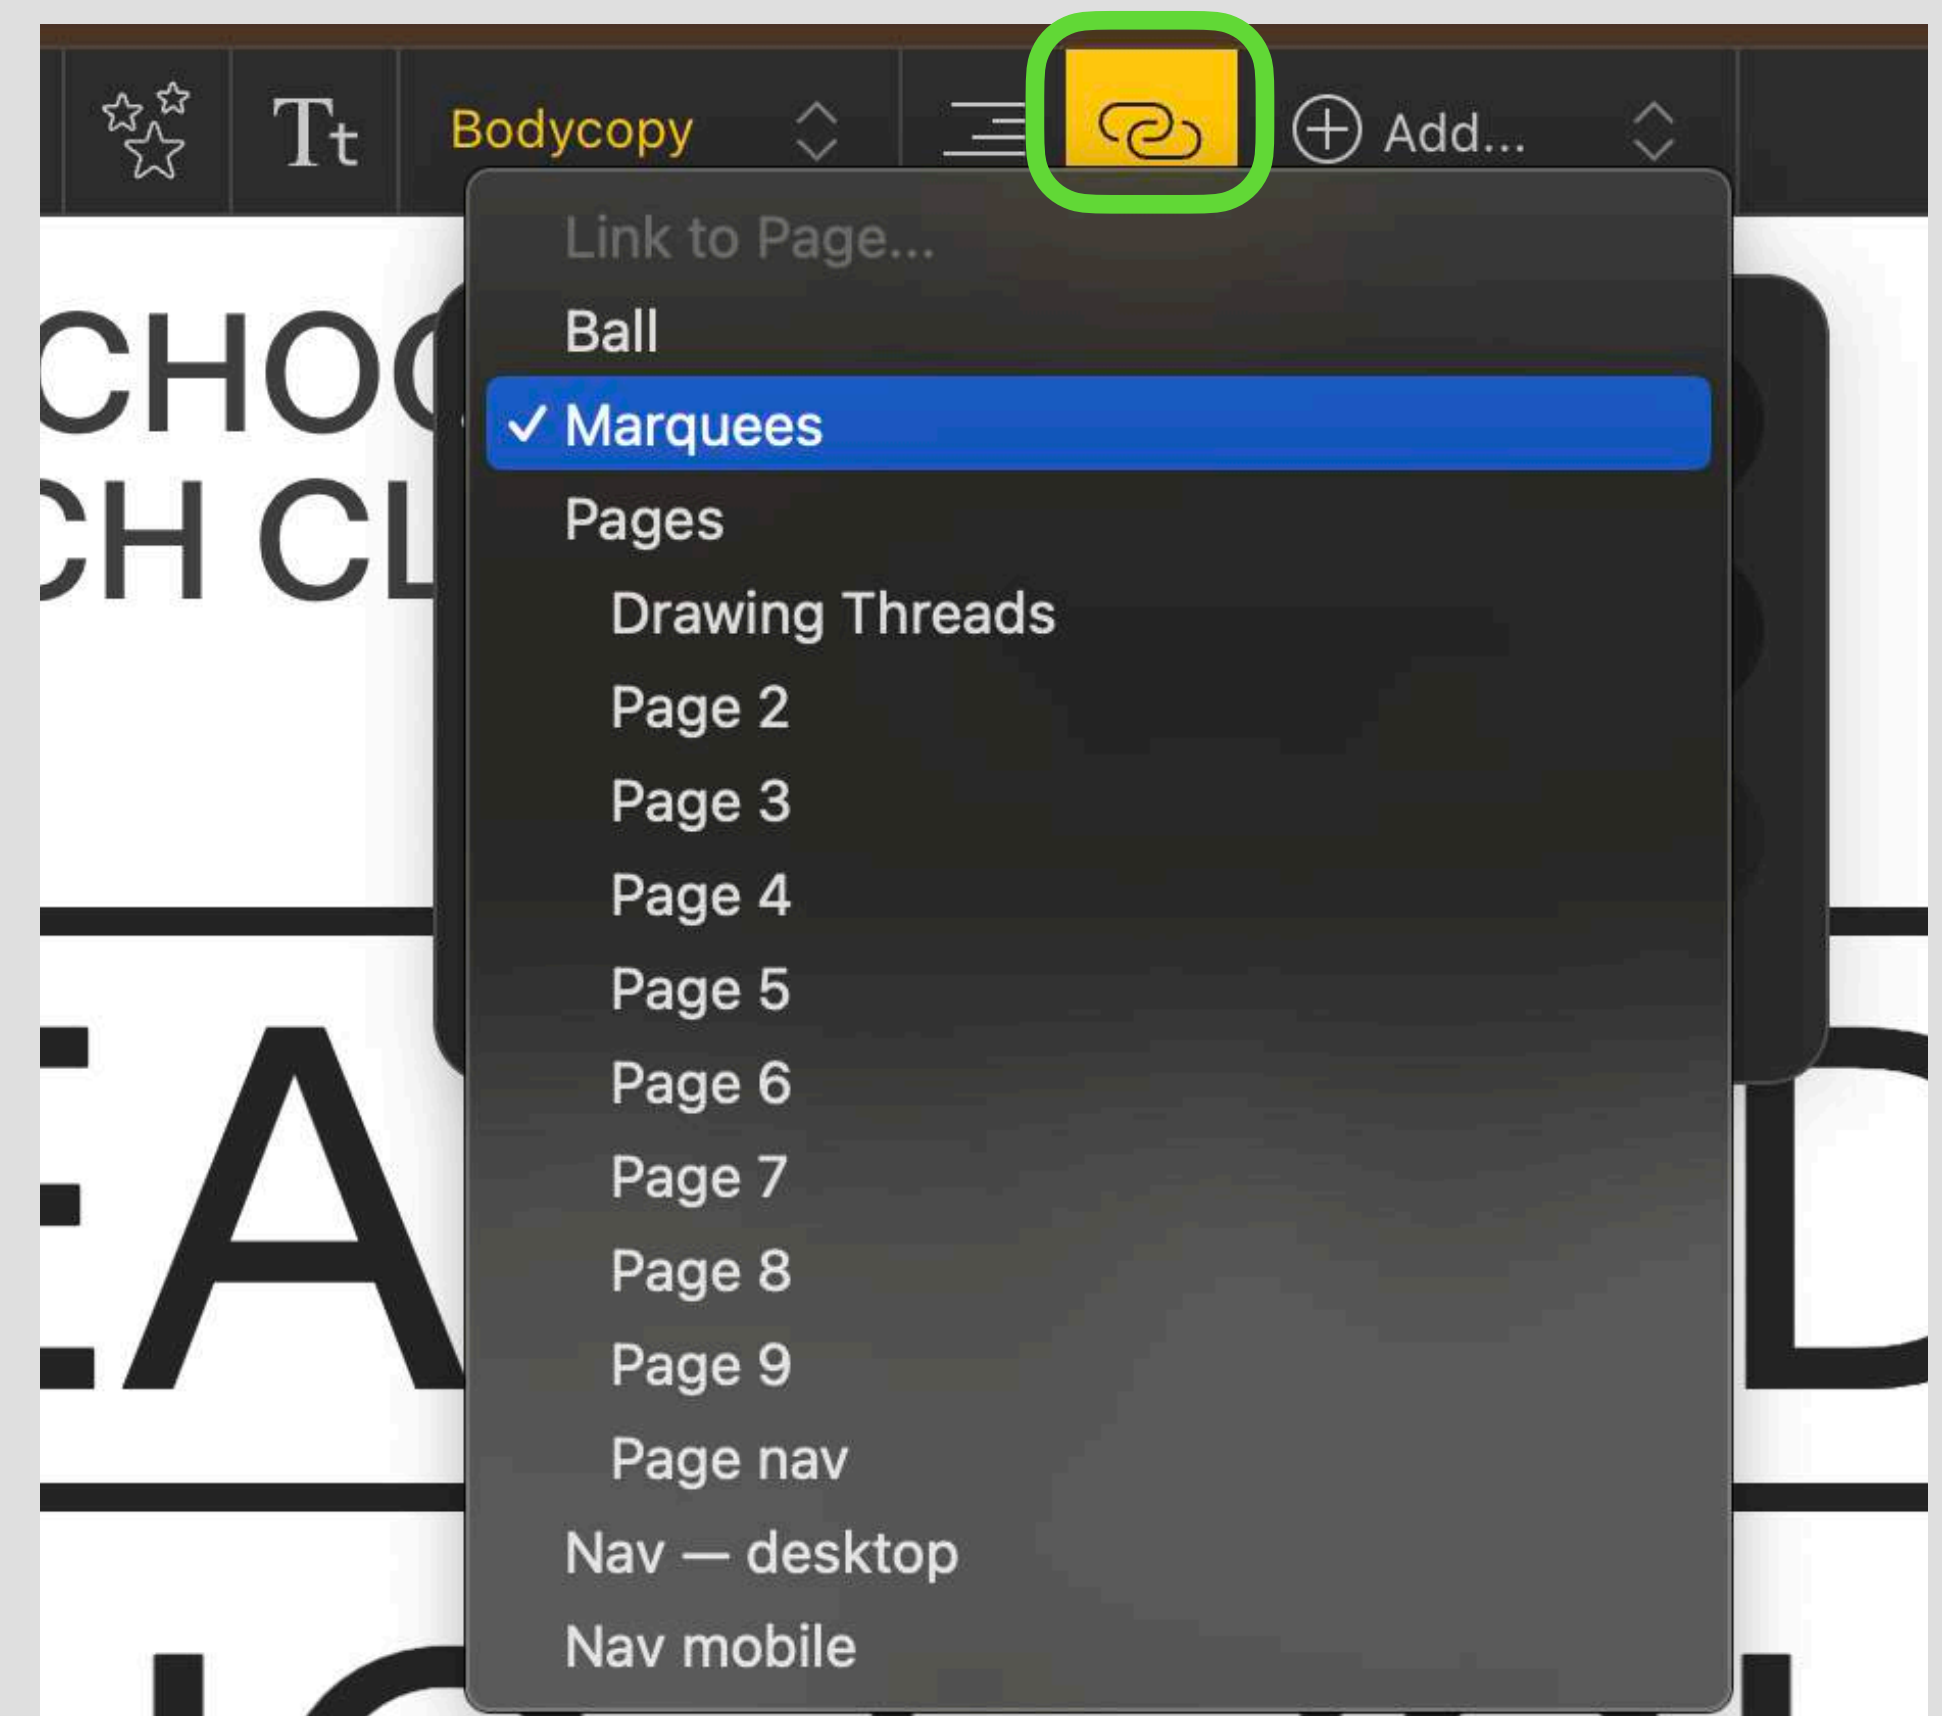 Tt Bodycopy Add...
Link to Page...
Ball
Marquees
Pages
Drawing Threads
Page 2
Page 3
Page 4
Page 5
Page 6
Page 7
Page 8
Page 9
Page nav
Nav — desktop
Nav mobile